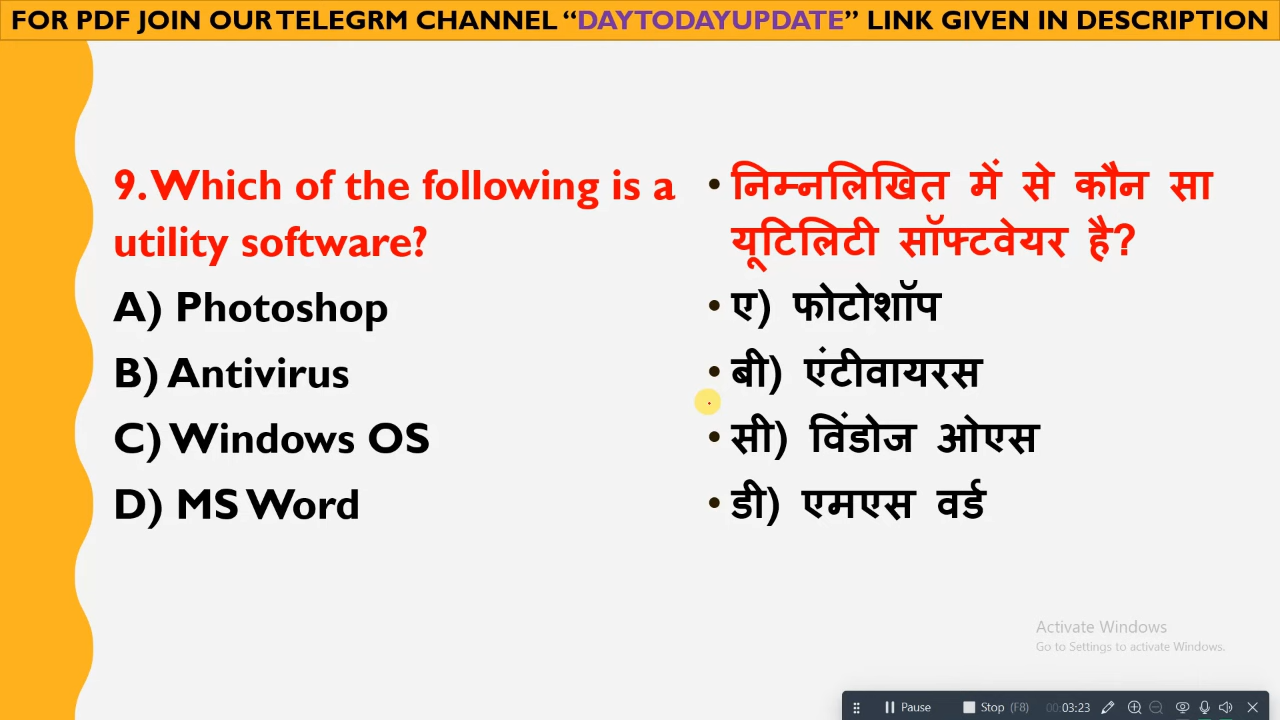 FOR PDF JOIN OUR TELEGRM CHANNEL “DAYTODAYUPDATE” LINK GIVEN IN DESCRIPTION
9. Which of the following is a
utility software?
A) Photoshop
B) Antivirus
C) Windows OS
D) MS Word
• निम्नलिखित में से कौन सा
यूटिलिटी सॉफ्टवेयर है?
• ए) फोटोशॉप
• बी) एंटीवायरस
• सी) विंडोज ओएस
• डी) एमएस वर्ड
Activate Windows
Go to Settings to activate Windows.
Pause Stop (F8) 00:03:23